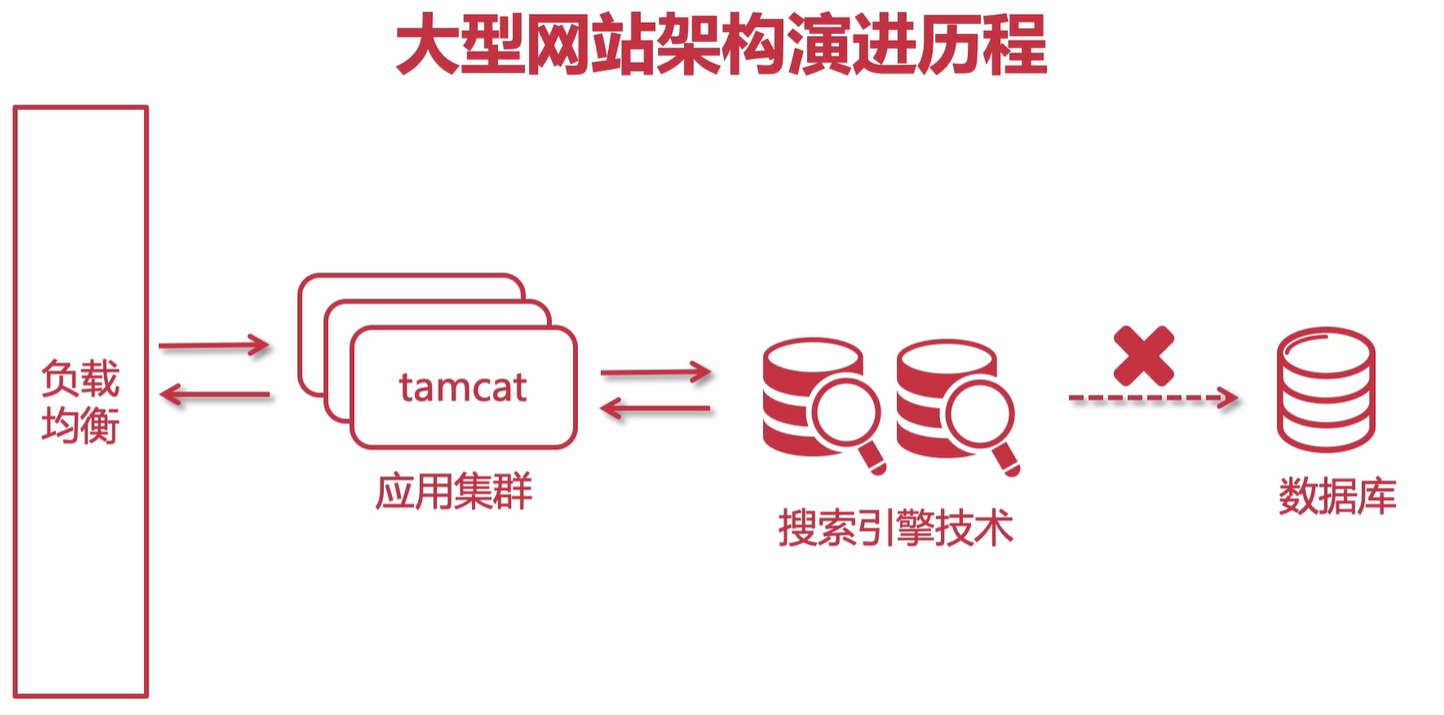 大型网站架构演进历程
负载
均衡
tamcat
应用集群
搜索引擎技术
数据库